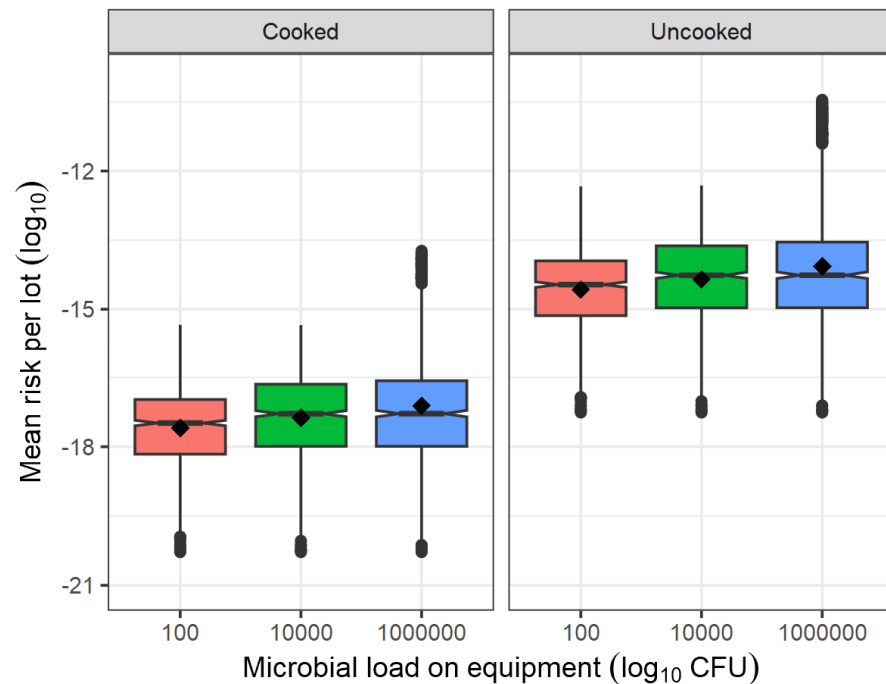 Cooked
Uncooked
Mean risk per lot (log₁₀)
-12
-15
-18
-21
100
10000
1000000
100
10000
1000000
Microbial load on equipment (log₁₀ CFU)